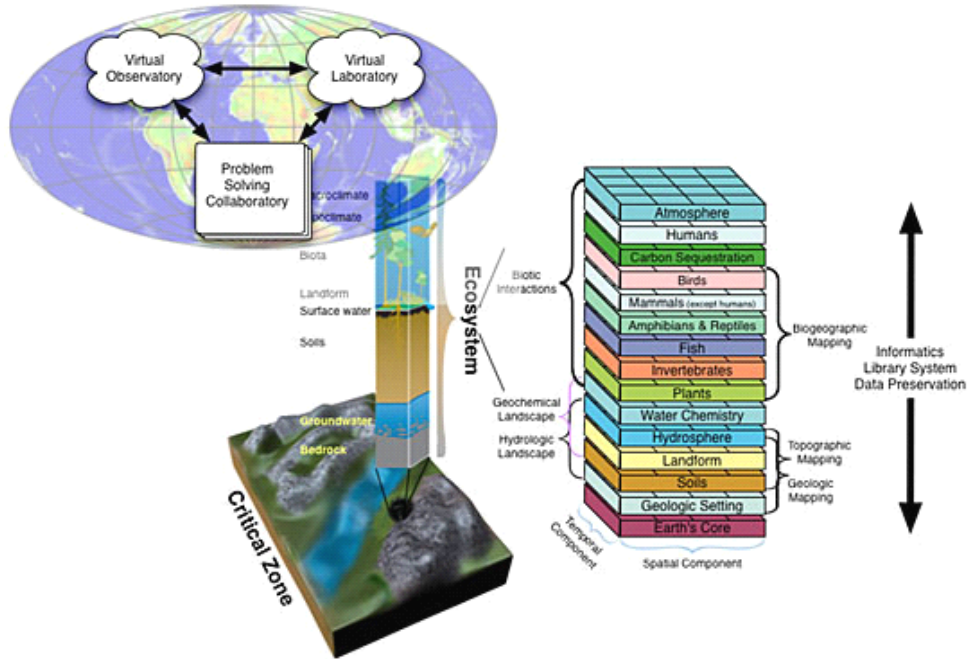 Virtual
Observatory
Virtual
Laboratory
Problem
Solving
Collaboratory
Biota
Landform
Surface water
Soils
Groundwater
Bedrock
Critical Zone
Ecosystem
Biotic
Interactions
Geochemical
Landscape
Hydrologic
Landscape
Atmosphere
Humans
Carbon Sequestration
Birds
Mammals (except humans)
Amphibians & Reptiles
Fish
Invertebrates
Plants
Water Chemistry
Hydrosphere
Landform
Soils
Geologic Setting
Earth's Core
Temporal
Component
Spatial Component
Biogeographic
Mapping
Topographic
Mapping
Geologic
Mapping
Informatics
Library System
Data Preservation